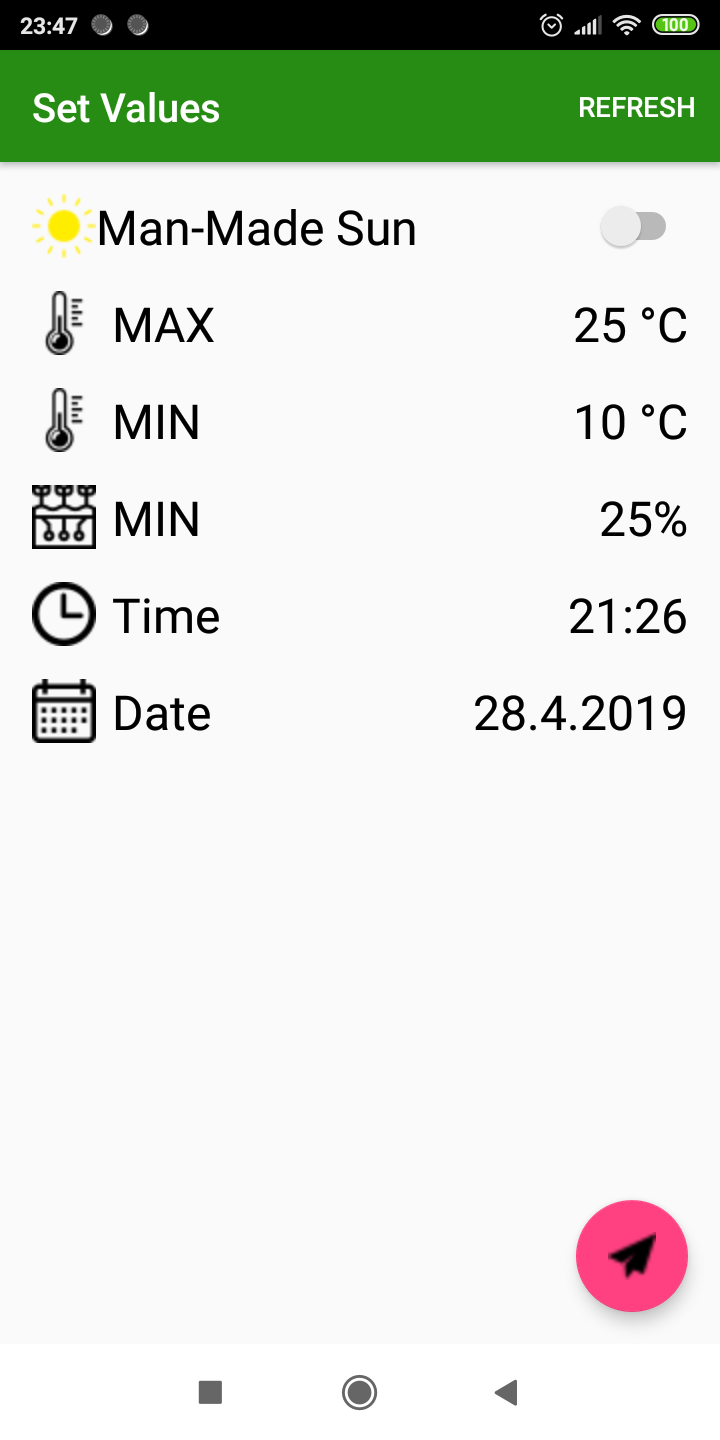 23:47 100
Set Values REFRESH
Man-Made Sun
MAX 25 °C
MIN 10 °C
MIN 25%
Time 21:26
Date 28.4.2019